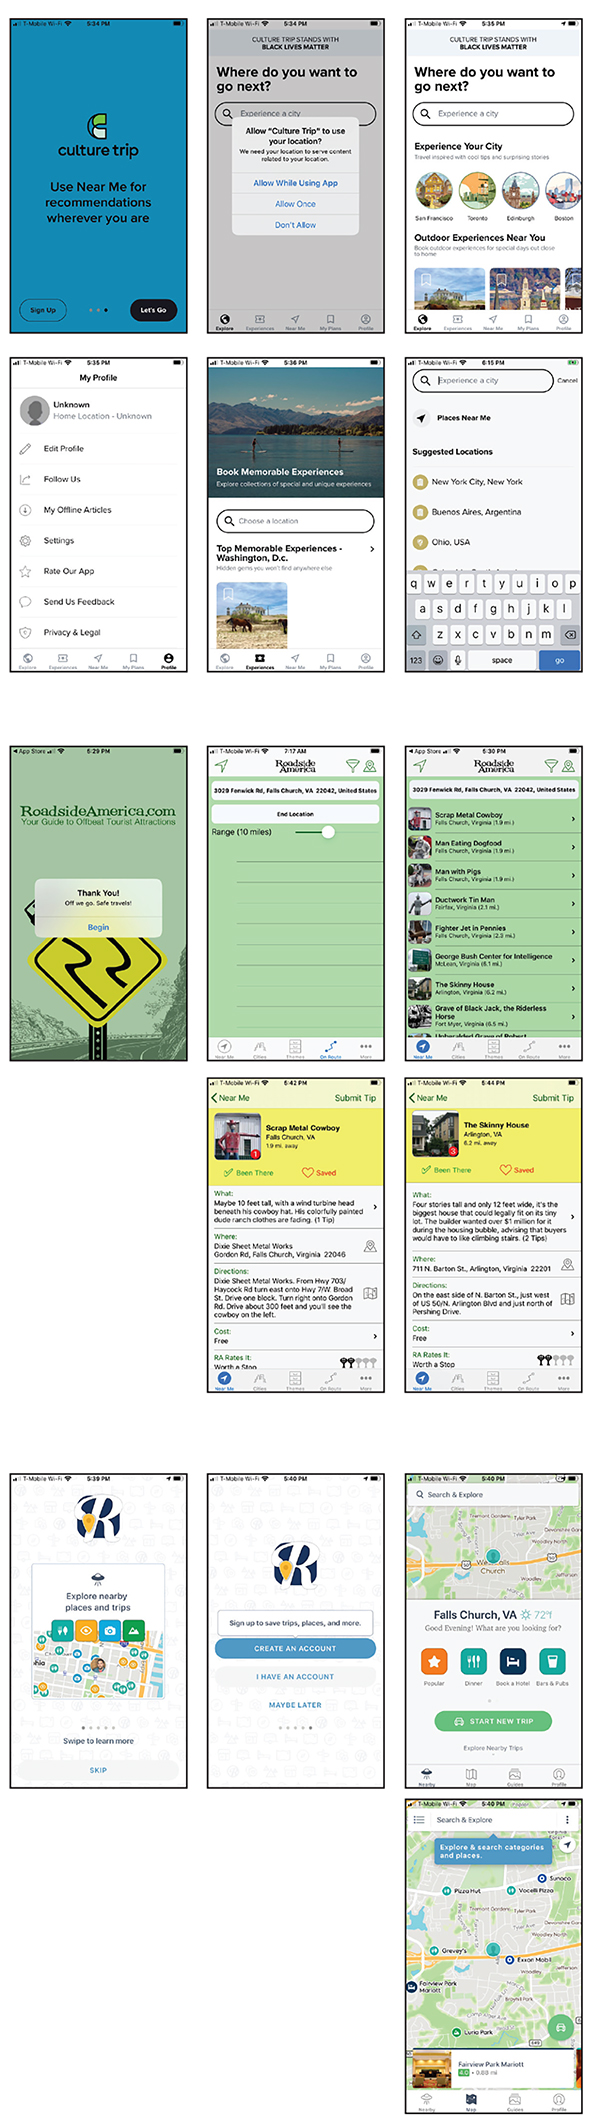 T-Mobile Wi-Fi 5:34 PM
culture trip
Use Near Me for
recommendations
wherever you are
Sign Up
Let's Go
T-Mobile Wi-Fi 5:34 PM
CULTURE TRIP STANDS WITH
BLACK LIVES MATTER
Where do you want to
go next?
Experience a city
Allow "Culture Trip" to use
your location?
We need your location to serve content
related to your location.
Allow While Using App
Allow Once
Don't Allow
Explore Experiences Near Me My Plans Profile
T-Mobile Wi-Fi 5:35 PM
CULTURE TRIP STANDS WITH
BLACK LIVES MATTER
Where do you want to
go next?
Experience a city
Experience Your City
Travel inspired with cool tips and surprising stories
San Francisco Toronto Edinburgh Boston
Outdoor Experiences Near You
Book outdoor experiences for special days out close
to home
Explore Experiences Near Me My Plans Profile
T-Mobile Wi-Fi 5:35 PM
My Profile
Unknown
Home Location - Unknown
Edit Profile
Follow Us
My Offline Articles
Settings
Rate Our App
Send Us Feedback
Privacy & Legal
Explore Experiences Near Me My Plans Profile
T-Mobile Wi-Fi 5:36 PM
Book Memorable Experiences
Explore collections of special and unique experiences
Choose a location
Top Memorable Experiences -
Washington, D.c.
Hidden gems you won't find anywhere else
Explore Experiences Near Me My Plans Profile
T-Mobile Wi-Fi 6:15 PM
Experience a city Cancel
Places Near Me
Suggested Locations
New York City, New York
Buenos Aires, Argentina
Ohio, USA
q w e r t y u i o p
a s d f g h j k l
z x c v b n m
123 space go
App Store 5:29 PM
RoadsideAmerica.com
Your Guide to Offbeat Tourist Attractions
Thank You!
Off we go. Safe travels!
Begin
T-Mobile Wi-Fi 7:17 AM
Roadside
America
3029 Fenwick Rd, Falls Church, VA 22042, United States
End Location
Range (10 miles)
Near Me Cities Themes On Route More
App Store 5:30 PM
Roadside
America
3029 Fenwick Rd, Falls Church, VA 22042, United States
Scrap Metal Cowboy
Falls Church, Virginia (1.9 mi.)
Man Eating Dogfood
Falls Church, Virginia (1.9 mi.)
Man with Pigs
Falls Church, Virginia (1.9 mi.)
Ductwork Tin Man
Fairfax, Virginia (2.1 mi.)
Fighter Jet in Pennies
Falls Church, Virginia (2.3 mi.)
George Bush Center for Intelligence
McLean, Virginia (6.1 mi.)
The Skinny House
Arlington, Virginia (6.2 mi.)
Grave of Black Jack, the Riderless
Horse
Fort Myer, Virginia (6.5 mi.)
Near Me Cities Themes On Route More
T-Mobile Wi-Fi 5:42 PM
Near Me Submit Tip
Scrap Metal Cowboy
Falls Church, VA
1.9 mi. away
1
Been There Saved
What:
Maybe 10 feet tall, with a wind turbine head
beneath his cowboy hat. His colorfully painted
dude ranch clothes are fading. (1 Tip)
Where:
Dixie Sheet Metal Works
Gordon Rd, Falls Church, Virginia 22046
Directions:
Dixie Sheet Metal Works. From Hwy 703/
Haycock Rd turn east onto Hwy 7/W. Broad
St. Drive one block. Turn right onto Gordon
Rd. Drive about 300 feet and you'll see the
cowboy on the left.
Cost:
Free
RA Rates It:
Worth a Stop
Near Me Cities Themes On Route More
T-Mobile Wi-Fi 5:44 PM
Near Me Submit Tip
The Skinny House
Arlington, VA
6.2 mi. away
3
Been There Saved
What:
Four stories tall and only 12 feet wide, it's the
biggest house that could legally fit on its tiny
lot. The builder wanted over $1 million for it
during the housing bubble, advising that buyers
would have to like climbing stairs. (2 Tips)
Where:
711 N. Barton St., Arlington, Virginia 22201
Directions:
On the east side of N. Barton St., just west
of US 50/N. Arlington Blvd and just north of
Pershing Drive.
Cost:
Free
RA Rates It:
Worth a Stop
Near Me Cities Themes On Route More
T-Mobile Wi-Fi 5:39 PM
R
Explore nearby
places and trips
Swipe to learn more
SKIP
T-Mobile Wi-Fi 5:40 PM
R
Sign up to save trips, places, and more.
CREATE AN ACCOUNT
I HAVE AN ACCOUNT
MAYBE LATER
T-Mobile Wi-Fi 5:40 PM
Search & Explore
Tremont Gardens Tyler Park
Devonshire Gar
Woodley North
West Falls
Church
Falls Church, VA 72°
Good Evening! What are you looking for?
Popular Dinner Book a Hotel Bars & Pubs
START NEW TRIP
Explore Nearby Trips
Nearby Map Guides Profile
T-Mobile Wi-Fi 5:40 PM
Search & Explore
Explore & search categories
and places.
Sunoco
Pizza Hut Vocelli Pizza
Tremont Gardens
Tyler Park
Devonshire Gar
Woodley North
Grevey's
Exxon Mobil
Woodley Jefferson
Fairview Park
Mariott
Luria Park
Fairview Park Mariott
4.0 • 0.88 mi
Nearby Map Guides Profile